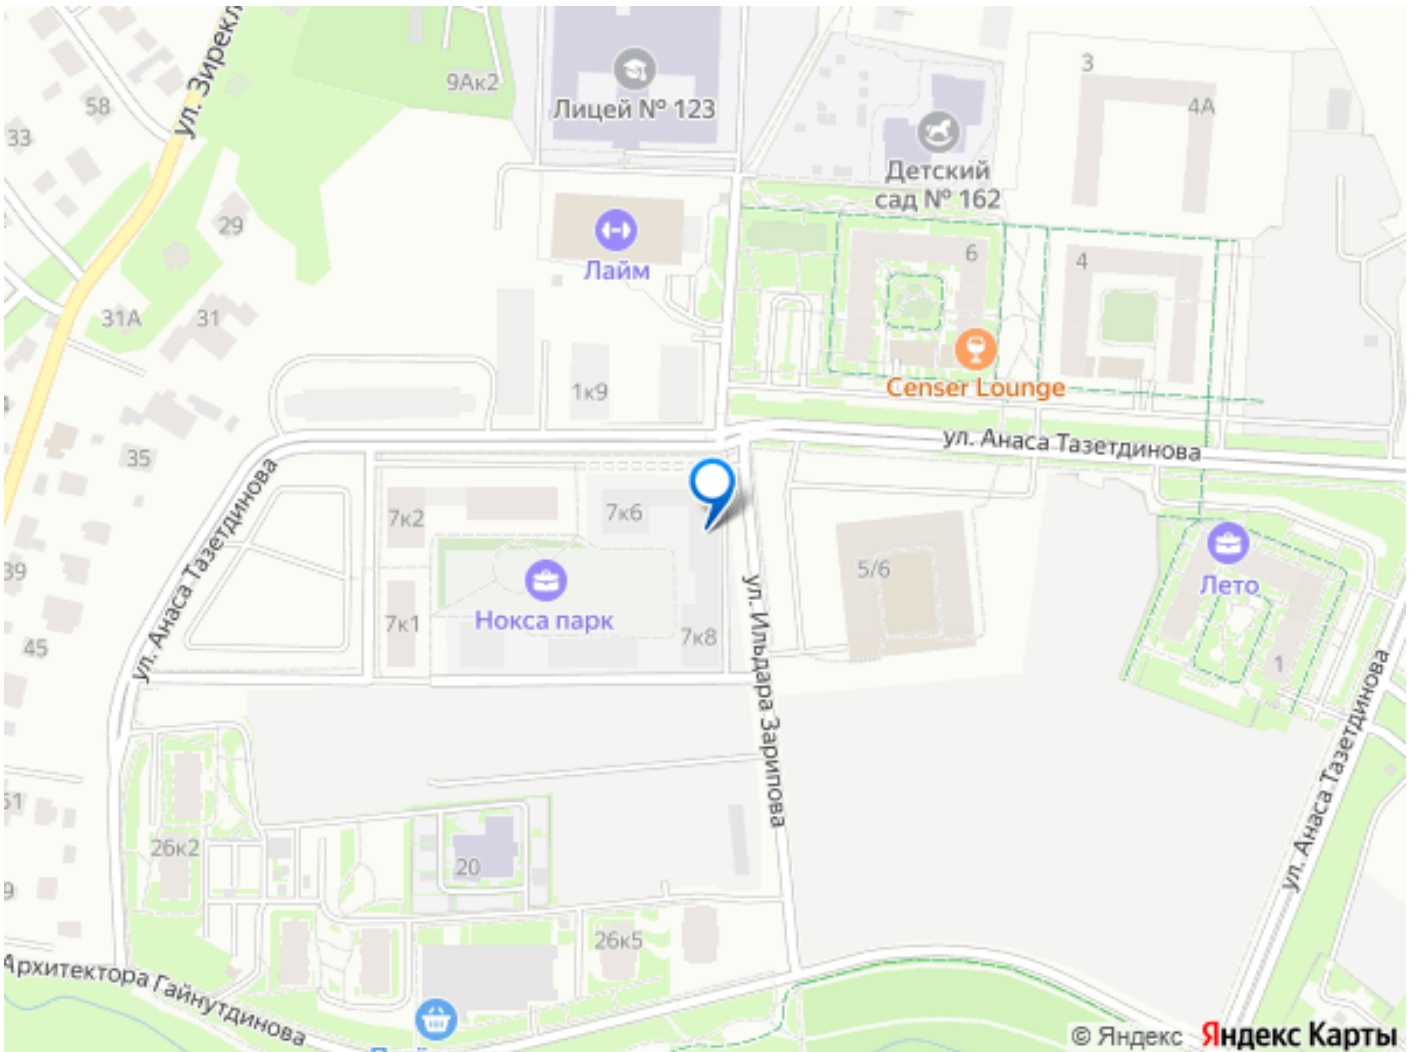 ул. Зирекл
9Ак2
58
33
Лицей № 123
3
4А
Детский
сад № 162
29
Лайм
6
4
31А
31
Censer Lounge
1к9
ул. Анаса Тазетдинова
35
ул. Анаса Тазетдинова
7к2
7к6
5/6
39
Лето
Нокса парк
7к1
7к8
45
1
ул. Ильдара Зарипова
ул. Анаса Тазетдинова
51
26к2
20
9
26к5
Архитектора Гайнутдинова
© Яндекс Яндекс Карты